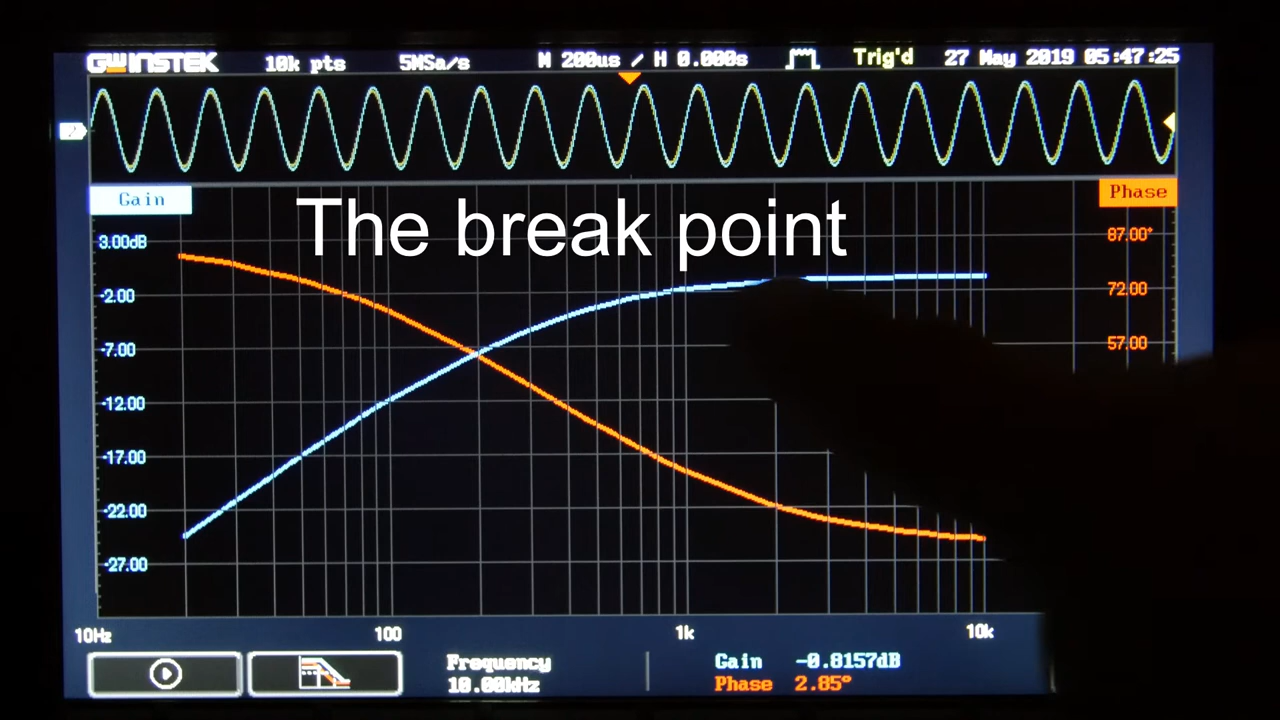 GWINSTEK 10k pts 5MSa/s M 200us / H 0.000s Trig'd 27 May 2019 05:47:25
2
Gain Phase
The break point
3.00dB 87.00°
-2.00 72.00
-7.00 57.00
-12.00
-17.00
-22.00
-27.00
10Hz 100 1k 10k
Frequency Gain -0.8157dB
10.00kHz Phase 2.85°